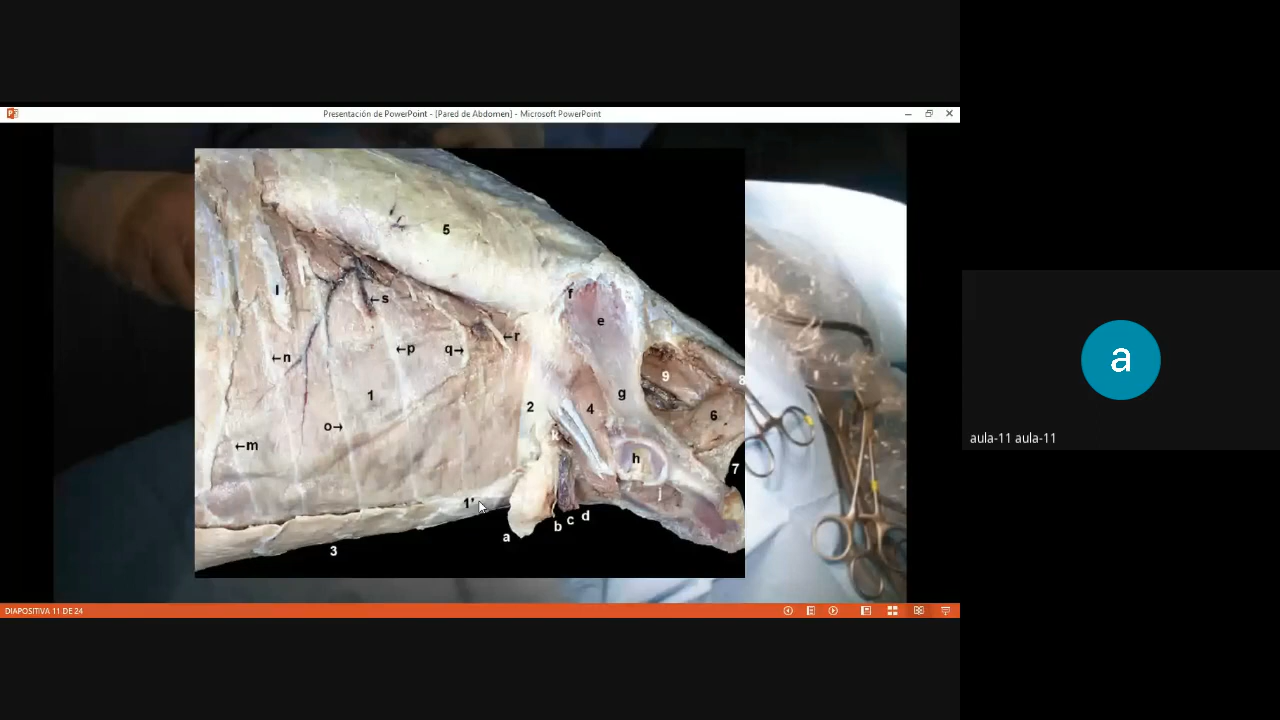 Presentación de PowerPoint - [Pared de Abdomen] - Microsoft PowerPoint
5
l
←s
f
e
←r
←n
←p
q→
9
8
1
g
2
4
6
o→
k
←m
h
7
j
1'
a
b
c
d
3
a
aula-11 aula-11
DIAPOSITIVA 11 DE 24